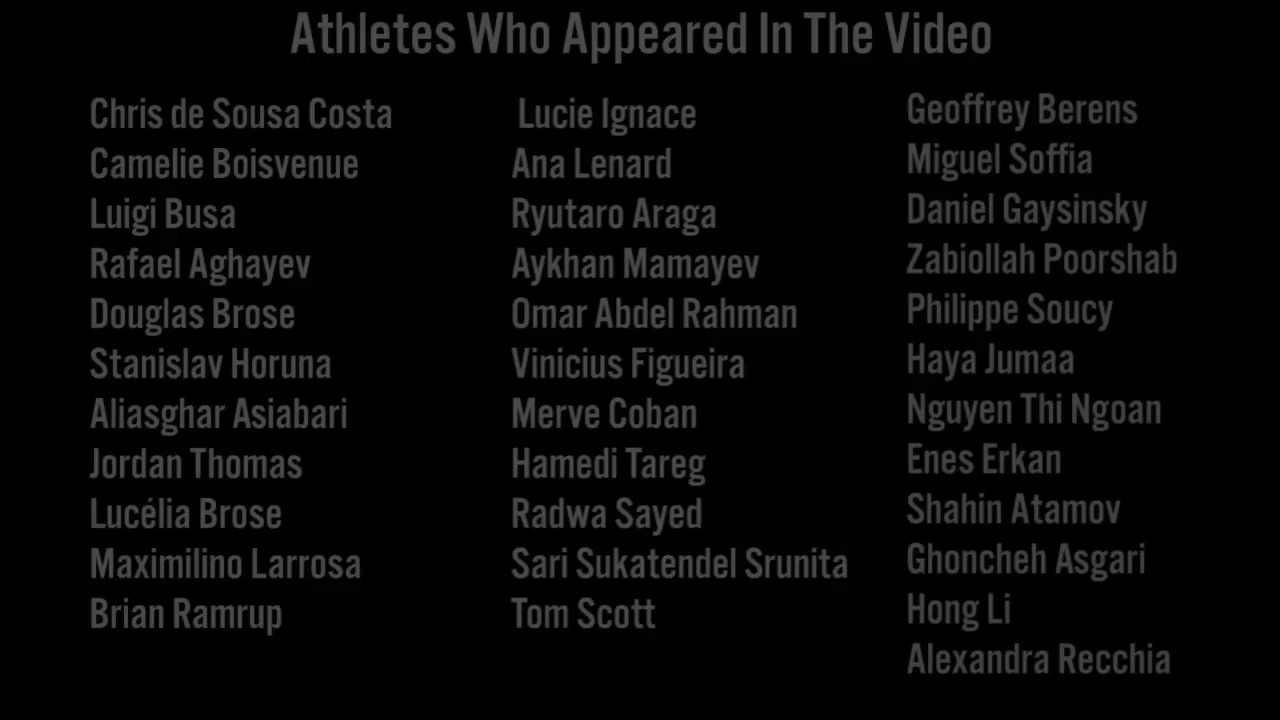 Athletes Who Appeared In The Video
Chris de Sousa Costa
Camelie Boisvenue
Luigi Busa
Rafael Aghayev
Douglas Brose
Stanislav Horuna
Aliasghar Asiabari
Jordan Thomas
Lucélia Brose
Maximilino Larrosa
Brian Ramrup
Lucie Ignace
Ana Lenard
Ryutaro Araga
Aykhan Mamayev
Omar Abdel Rahman
Vinicius Figueira
Merve Coban
Hamedi Tareg
Radwa Sayed
Sari Sukatendel Srunita
Tom Scott
Geoffrey Berens
Miguel Soffia
Daniel Gaysinsky
Zabiollah Poorshab
Philippe Soucy
Haya Jumaa
Nguyen Thi Ngoan
Enes Erkan
Shahin Atamov
Ghoncheh Asgari
Hong Li
Alexandra Recchia